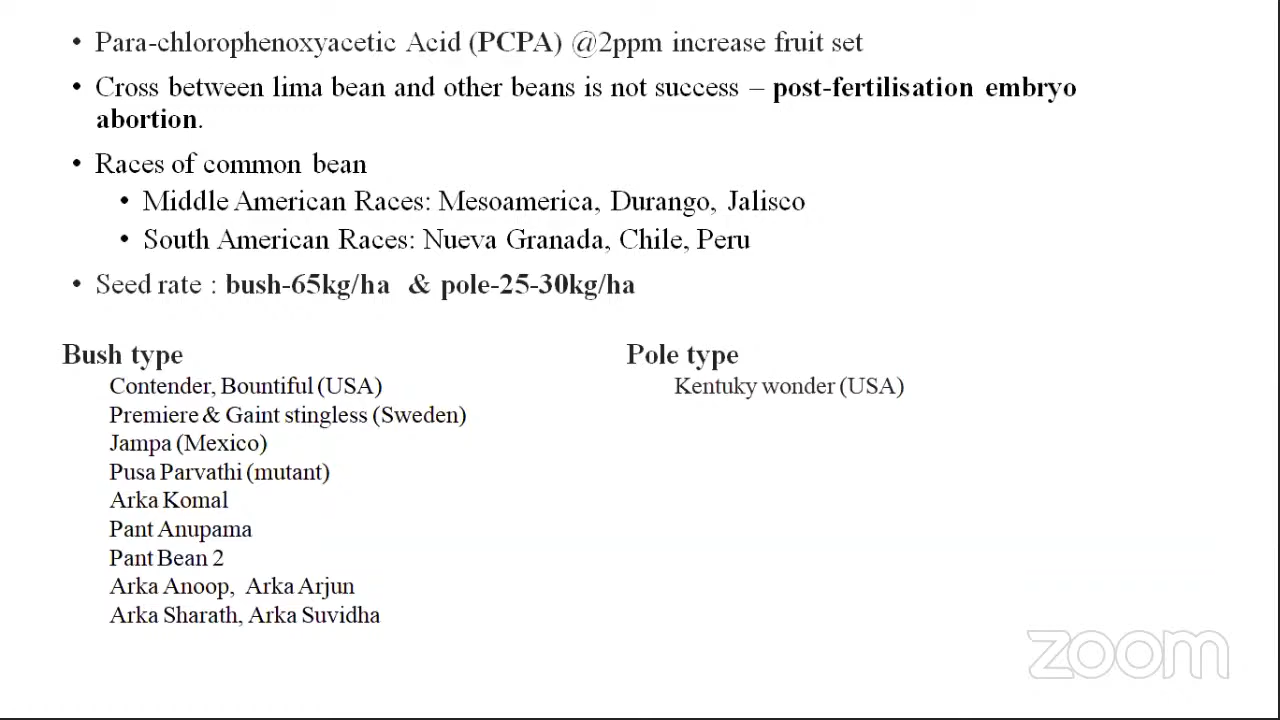 • Para-chlorophenoxyacetic Acid (PCPA) @2ppm increase fruit set
• Cross between lima bean and other beans is not success – post-fertilisation embryo
abortion.
• Races of common bean
• Middle American Races: Mesoamerica, Durango, Jalisco
• South American Races: Nueva Granada, Chile, Peru
• Seed rate : bush-65kg/ha & pole-25-30kg/ha
Bush type
Contender, Bountiful (USA)
Premiere & Gaint stingless (Sweden)
Jampa (Mexico)
Pusa Parvathi (mutant)
Arka Komal
Pant Anupama
Pant Bean 2
Arka Anoop, Arka Arjun
Arka Sharath, Arka Suvidha
Pole type
Kentuky wonder (USA)
zoom